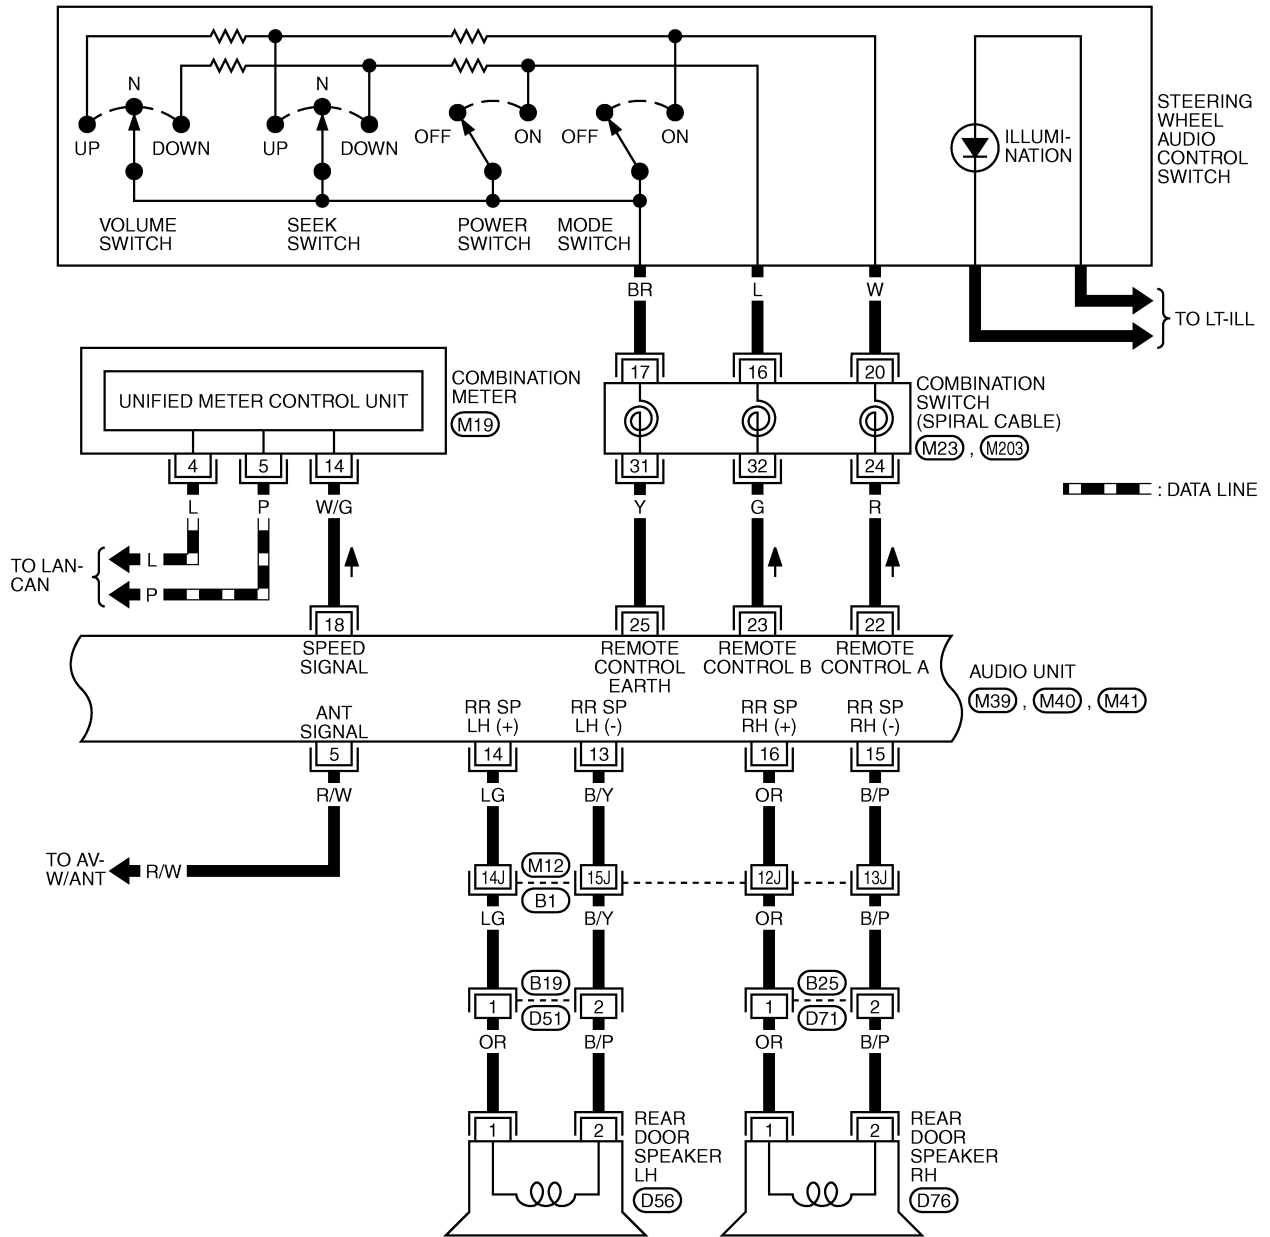 N
N
UP
DOWN
UP
DOWN
OFF
ON
OFF
ON
ILLUMI-
NATION
STEERING
WHEEL
AUDIO
CONTROL
SWITCH
VOLUME
SWITCH
SEEK
SWITCH
POWER
SWITCH
MODE
SWITCH
BR
L
W
TO LT-ILL
UNIFIED METER CONTROL UNIT
COMBINATION
METER
M19
17
16
20
COMBINATION
SWITCH
(SPIRAL CABLE)
M23 , M203
4
5
14
31
32
24
L
P
W/G
Y
G
R
: DATA LINE
TO LAN-
CAN
L
P
18
25
23
22
SPEED
SIGNAL
REMOTE
CONTROL
EARTH
REMOTE
CONTROL B
REMOTE
CONTROL A
AUDIO UNIT
M39 , M40 , M41
ANT
SIGNAL
RR SP
LH (+)
RR SP
LH (-)
RR SP
RH (+)
RR SP
RH (-)
5
14
13
16
15
R/W
LG
B/Y
OR
B/P
TO AV-
W/ANT
R/W
14J
M12
B1
15J
12J
13J
LG
B/Y
OR
B/P
1
B19
D51
2
1
B25
D71
2
OR
B/P
OR
B/P
1
2
REAR
DOOR
SPEAKER
LH
D56
1
2
REAR
DOOR
SPEAKER
RH
D76